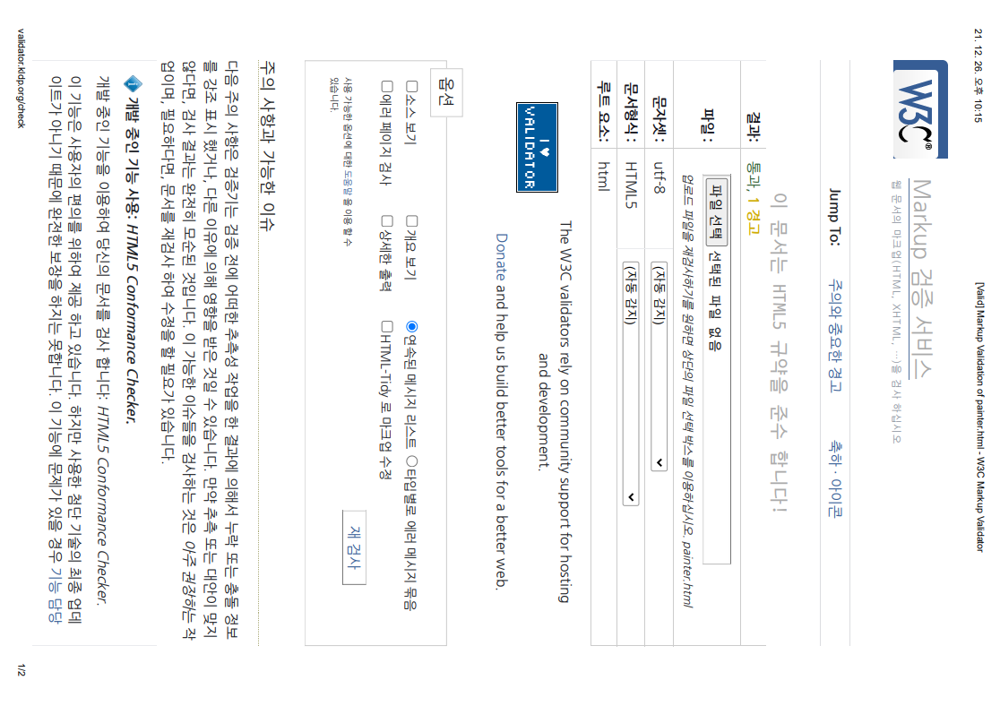 21. 12. 26. 오후 10:15
[Valid] Markup Validation of painter.html - W3C Markup Validator
W3C®
Markup 검증 서비스
웹 문서의 마크업(HTML, XHTML, …)을 검사 하십시오
Jump To:
주의와 중요한 경고
축하 · 아이콘
이 문서는 HTML5 규약을 준수 합니다!
결과:
통과, 1 경고
파일 :
파일 선택 선택된 파일 없음
업로드 파일을 재검사하기를 원하면 상단의 파일 선택 박스를 이용하십시오. painter.html
문자셋 :
utf-8
(자동 감지)
문서형식 :
HTML5
(자동 감지)
루트 요소:
html
I ♥
VALIDATOR
The W3C validators rely on community support for hosting
and development.
Donate and help us build better tools for a better web.
옵션
소스 보기
개요 보기
연속된 메시지 리스트
타입별로 에러 메시지 묶음
에러 페이지 검사
상세한 출력
HTML-Tidy 로 마크업 수정
사용 가능한 옵션에 대한 도움말 을 이용 할 수
있습니다.
재 검사
주의 사항과 가능한 이슈
다음 주의 사항은 검증기는 검증 전에 어떠한 추측성 작업을 한 결과에 의해서 누락 또는 충돌 정보
를 강조 표시 했거나, 다른 이유에 의해 영향을 받은 것일 수 있습니다. 만약 추측 또는 대안이 맞지
않다면, 검사 결과는 완전히 모순된 것입니다. 이 가능한 이슈들을 검사하는 것은 아주 권장하는 작
업이며, 필요하다면, 문서를 재검사 하여 수정을 할 필요가 있습니다.
개발 중인 기능 사용: HTML5 Conformance Checker.
개발 중인 기능을 이용하여 당신의 문서를 검사 합니다: HTML5 Conformance Checker.
이 기능은 사용자의 편의를 위하여 제공 하고 있습니다. 하지만 사용한 첨단 기술의 최종 업데
이트가 아니기 때문에 완전한 보장을 하지는 못합니다. 이 기능에 문제가 있을 경우 기능 담당
validator.kldp.org/check
1/2